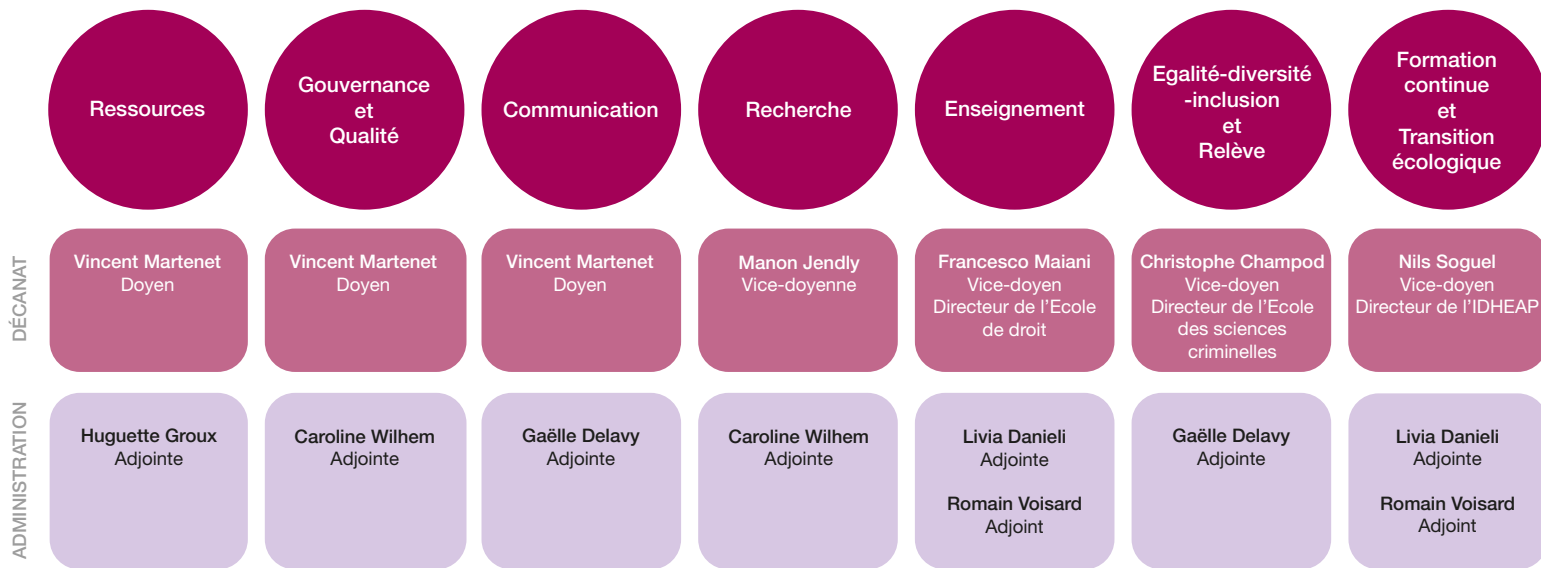 Ressources
Gouvernance
et
Qualité
Communication
Recherche
Enseignement
Egalité-diversité
-inclusion
et
Relève
Formation
continue
et
Transition
écologique
DÉCANAT
Vincent Martenet
Doyen
Vincent Martenet
Doyen
Vincent Martenet
Doyen
Manon Jendly
Vice-doyenne
Francesco Maiani
Vice-doyen
Directeur de l’Ecole
de droit
Christophe Champod
Vice-doyen
Directeur de l’Ecole
des sciences
criminelles
Nils Soguel
Vice-doyen
Directeur de l’IDHEAP
ADMINISTRATION
Huguette Groux
Adjointe
Caroline Wilhem
Adjointe
Gaëlle Delavy
Adjointe
Caroline Wilhem
Adjointe
Livia Danieli
Adjointe
Romain Voisard
Adjoint
Gaëlle Delavy
Adjointe
Livia Danieli
Adjointe
Romain Voisard
Adjoint